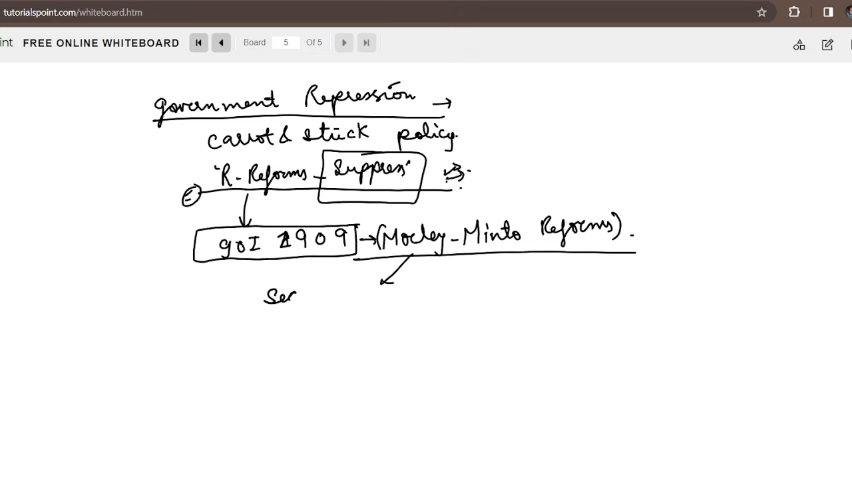 tutorialspoint.com/whiteboard.htm
int FREE ONLINE WHITEBOARD Board 5 Of 5
government Repression →
carrot & stick policy.
"R-Reforms - Suppress"
GOI 1909 → (Morley-Minto Reforms).
Ser